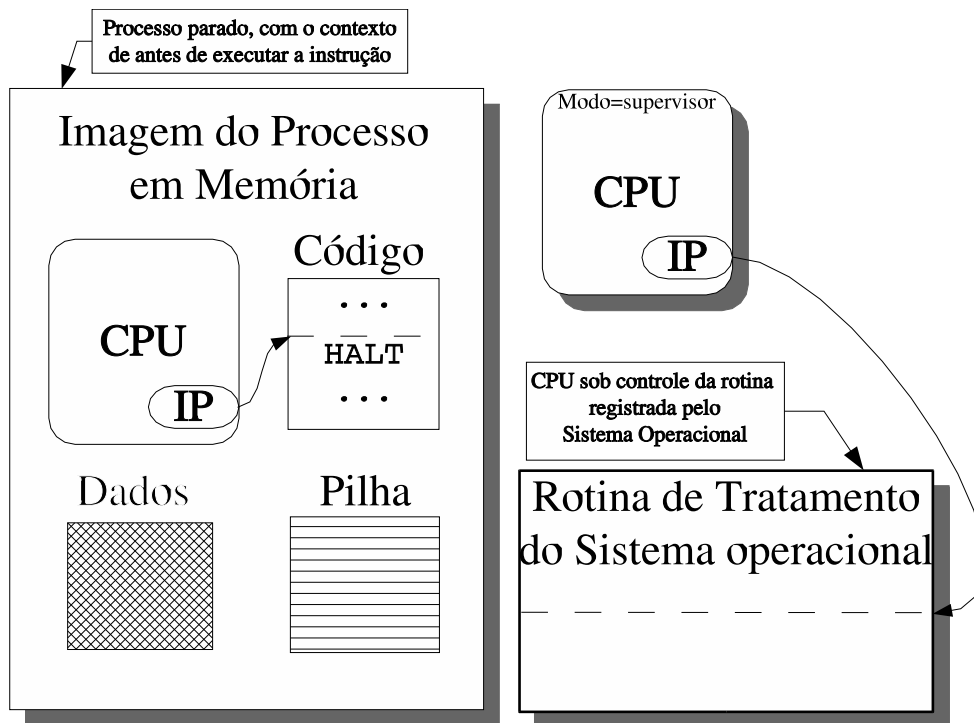 Processo parado, com o contexto
de antes de executar a instrução
Imagem do Processo
em Memória
CPU
IP
Código
...
HALT
...
Dados
Pilha
Modo=supervisor
CPU
IP
CPU sob controle da rotina
registrada pelo
Sistema Operacional
Rotina de Tratamento
do Sistema operacional